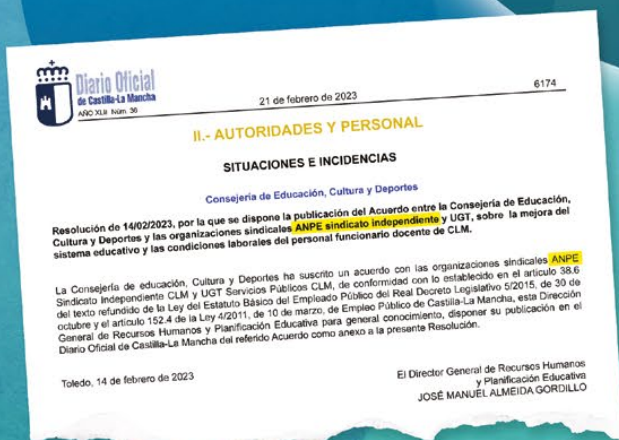 Diario Oficial
de Castilla-La Mancha
AÑO XLII Núm. 36
21 de febrero de 2023
6174
II.- AUTORIDADES Y PERSONAL
SITUACIONES E INCIDENCIAS
Consejería de Educación, Cultura y Deportes
Resolución de 14/02/2023, por la que se dispone la publicación del Acuerdo entre la Consejería de Educación,
Cultura y Deportes y las organizaciones sindicales ANPE sindicato independiente y UGT, sobre la mejora del
sistema educativo y las condiciones laborales del personal funcionario docente de CLM.
La Consejería de educación, Cultura y Deportes ha suscrito un acuerdo con las organizaciones sindicales ANPE
Sindicato Independiente CLM y UGT Servicios Públicos CLM, de conformidad con lo establecido en el artículo 38.6
del texto refundido de la Ley del Estatuto Básico del Empleado Público del Real Decreto Legislativo 5/2015, de 30 de
octubre y el artículo 152.4 de la Ley 4/2011, de 10 de marzo, de Empleo Público de Castilla-La Mancha, esta Dirección
General de Recursos Humanos y Planificación Educativa para general conocimiento, disponer su publicación en el
Diario Oficial de Castilla-La Mancha del referido Acuerdo como anexo a la presente Resolución.
Toledo, 14 de febrero de 2023
El Director General de Recursos Humanos
y Planificación Educativa
JOSÉ MANUEL ALMEIDA GORDILLO